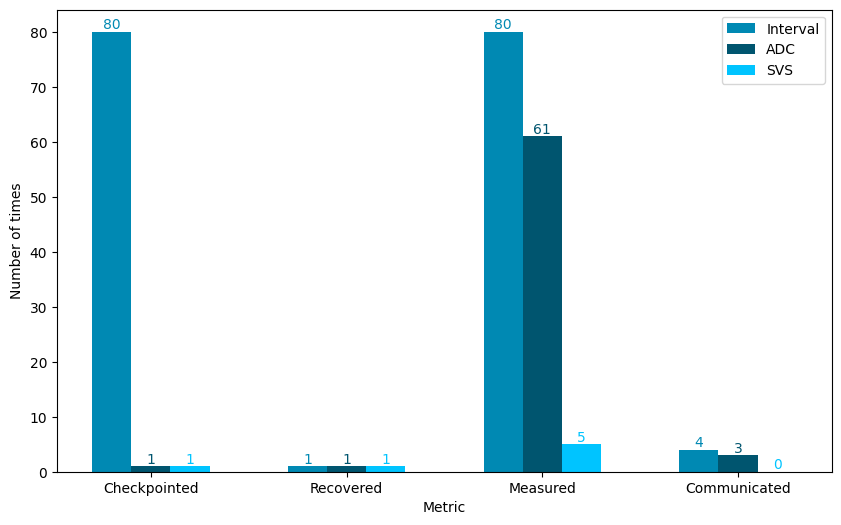 80
80
Interval
ADC
SVS
80
70
60
50
40
30
20
10
0
61
1
1
1
1
1
5
4
3
0
Number of times
Checkpointed
Recovered
Measured
Communicated
Metric